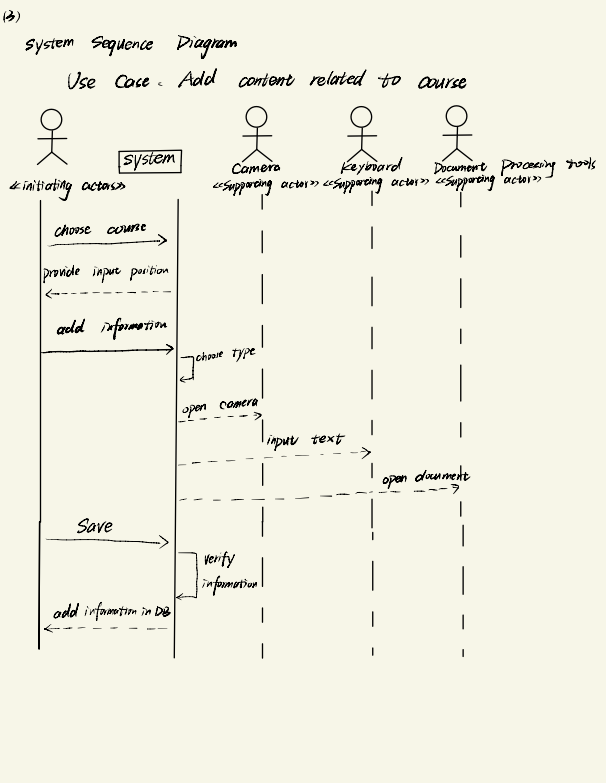 (3)
System Sequence Diagram
Use Case. Add content related to course
system
Camera
Keyboard
Document Processing tools
<<initiating actors>>
<<Supporting actor>>
<<Supporting actor>>
<<Supporting actor>>
choose course
provide input position
add information
choose type
open camera
input text
open document
Save
verify
information
add information in DB